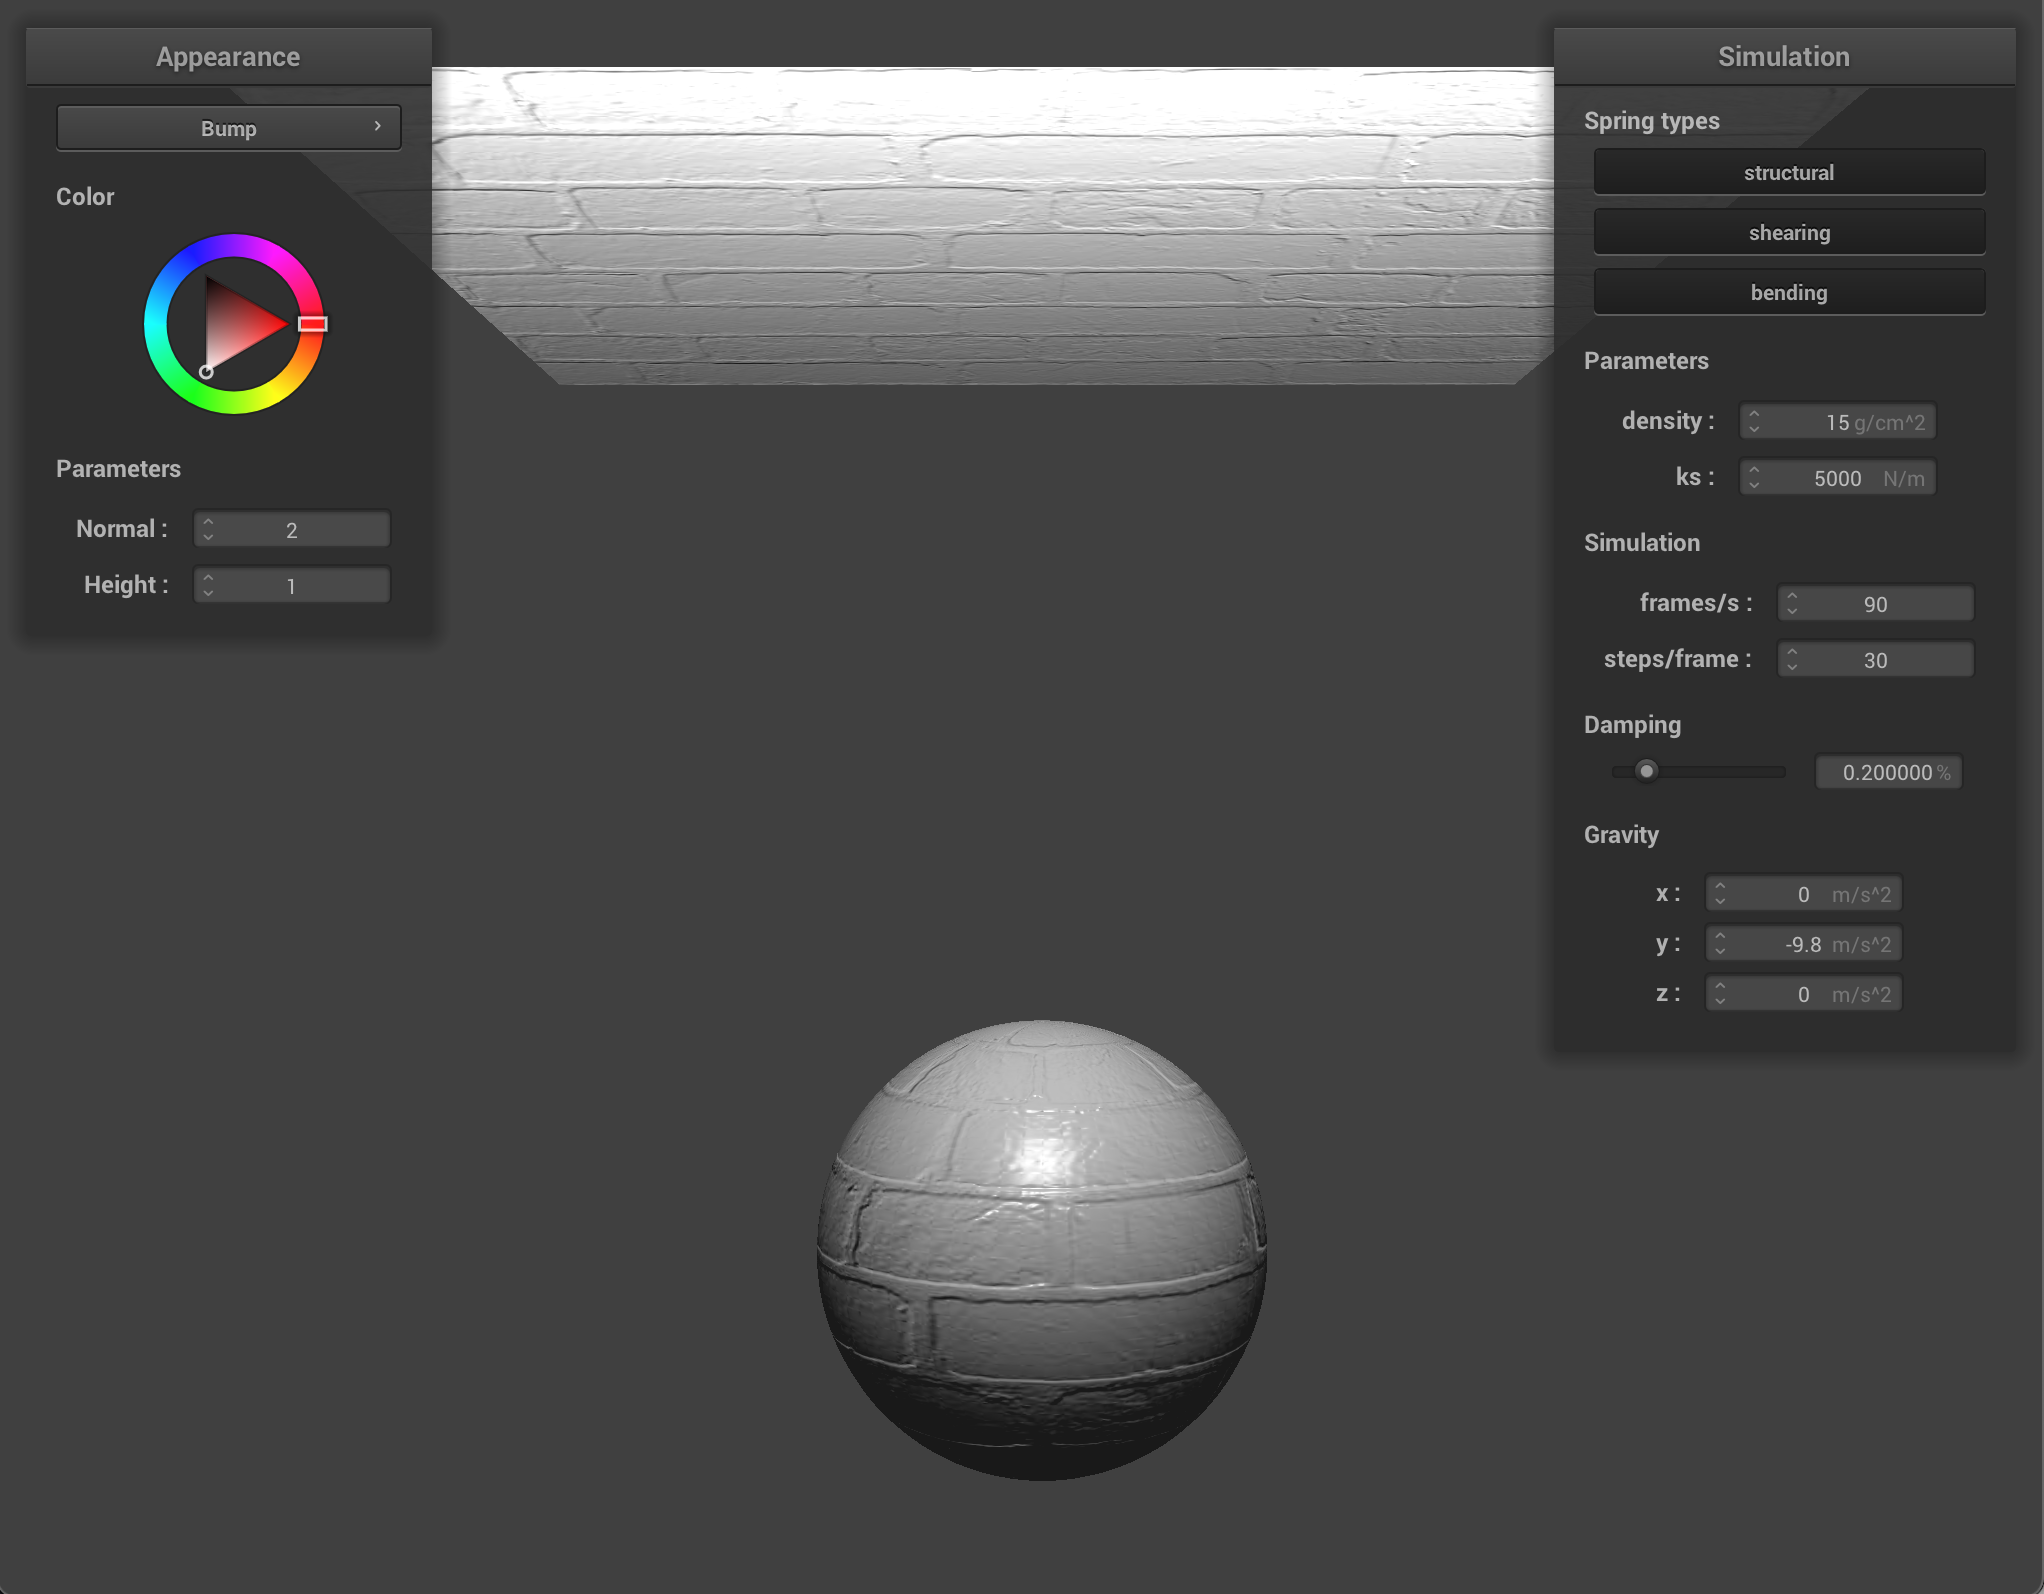 Appearance
Bump
Color
Parameters
Normal : 2
Height : 1
Simulation
Spring types
structural
shearing
bending
Parameters
density : 15 g/cm^2
ks : 5000 N/m
Simulation
frames/s : 90
steps/frame : 30
Damping
0.200000 %
Gravity
x : 0 m/s^2
y : -9.8 m/s^2
z : 0 m/s^2